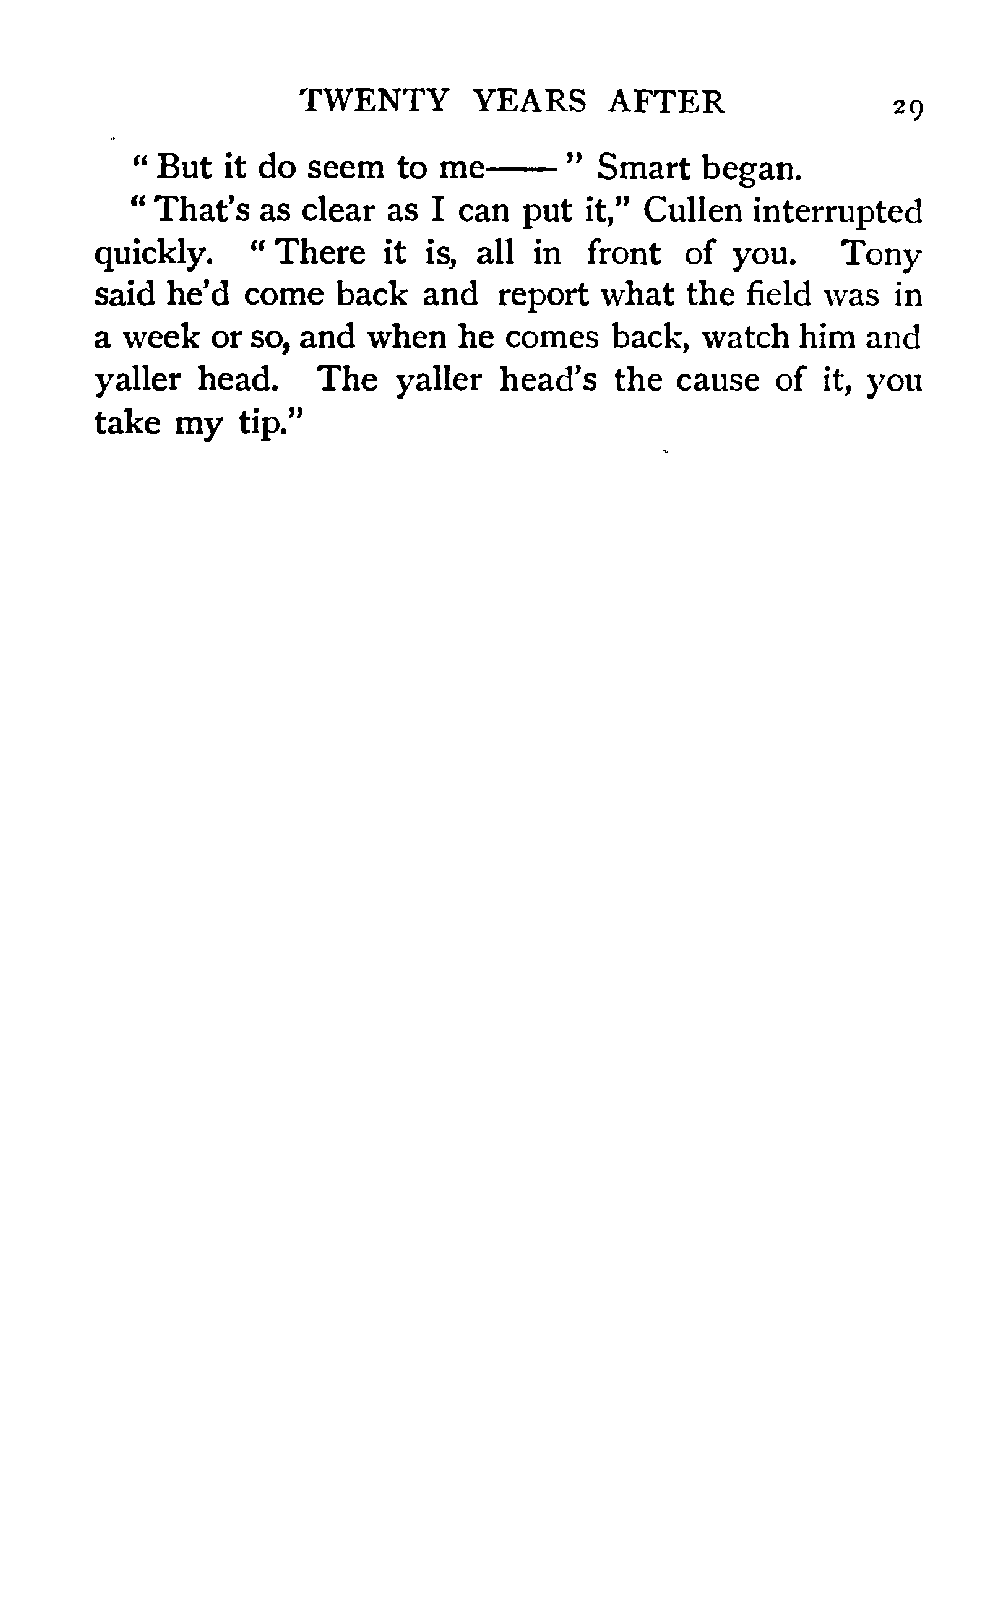 TWENTY YEARS AFTER 29
“ But it do seem to me—— ” Smart began.
“ That’s as clear as I can put it,” Cullen interrupted
quickly. “ There it is, all in front of you. Tony
said he’d come back and report what the field was in
a week or so, and when he comes back, watch him and
yaller head. The yaller head’s the cause of it, you
take my tip.”